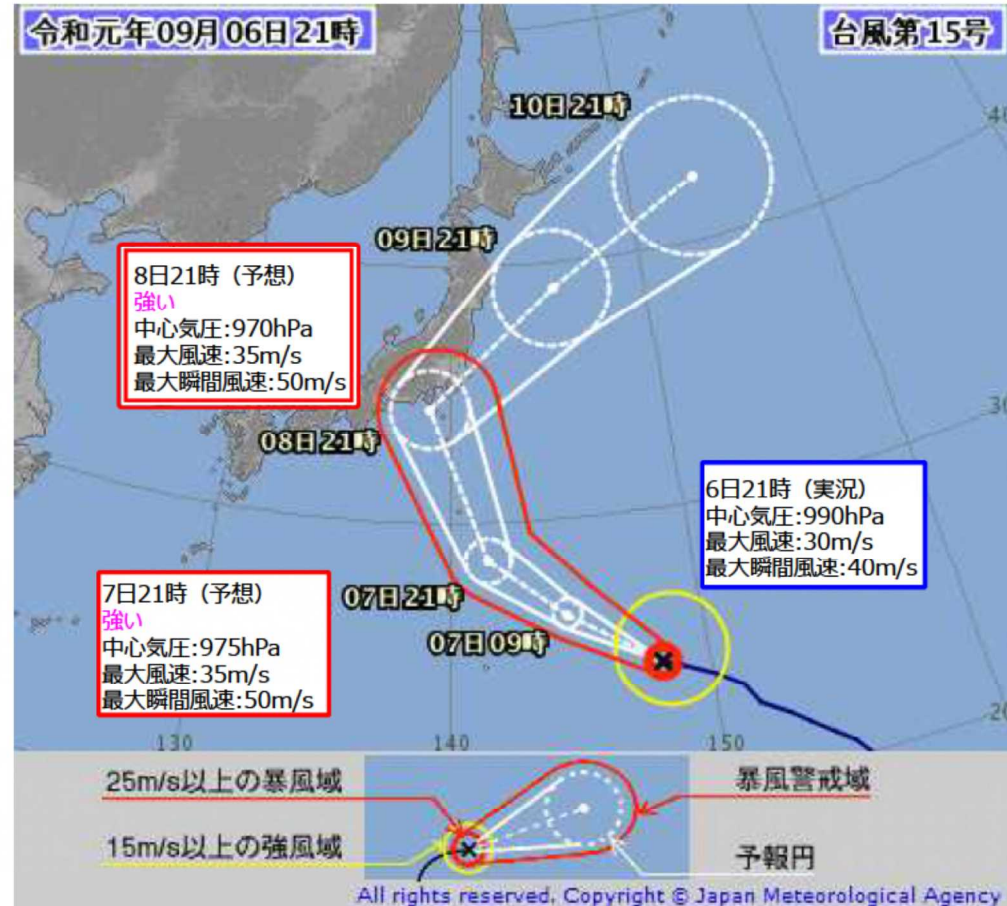 令和元年09月06日21時
台風第15号
10日21時
40
09日21時
8日21時（予想）
強い
中心気圧:970hPa
最大風速:35m/s
最大瞬間風速:50m/s
30
08日21時
6日21時（実況）
中心気圧:990hPa
最大風速:30m/s
最大瞬間風速:40m/s
7日21時（予想）
強い
中心気圧:975hPa
最大風速:35m/s
最大瞬間風速:50m/s
07日21時
07日09時
20
130
140
150
25m/s以上の暴風域
暴風警戒域
15m/s以上の強風域
予報円
All rights reserved. Copyright © Japan Meteorological Agency